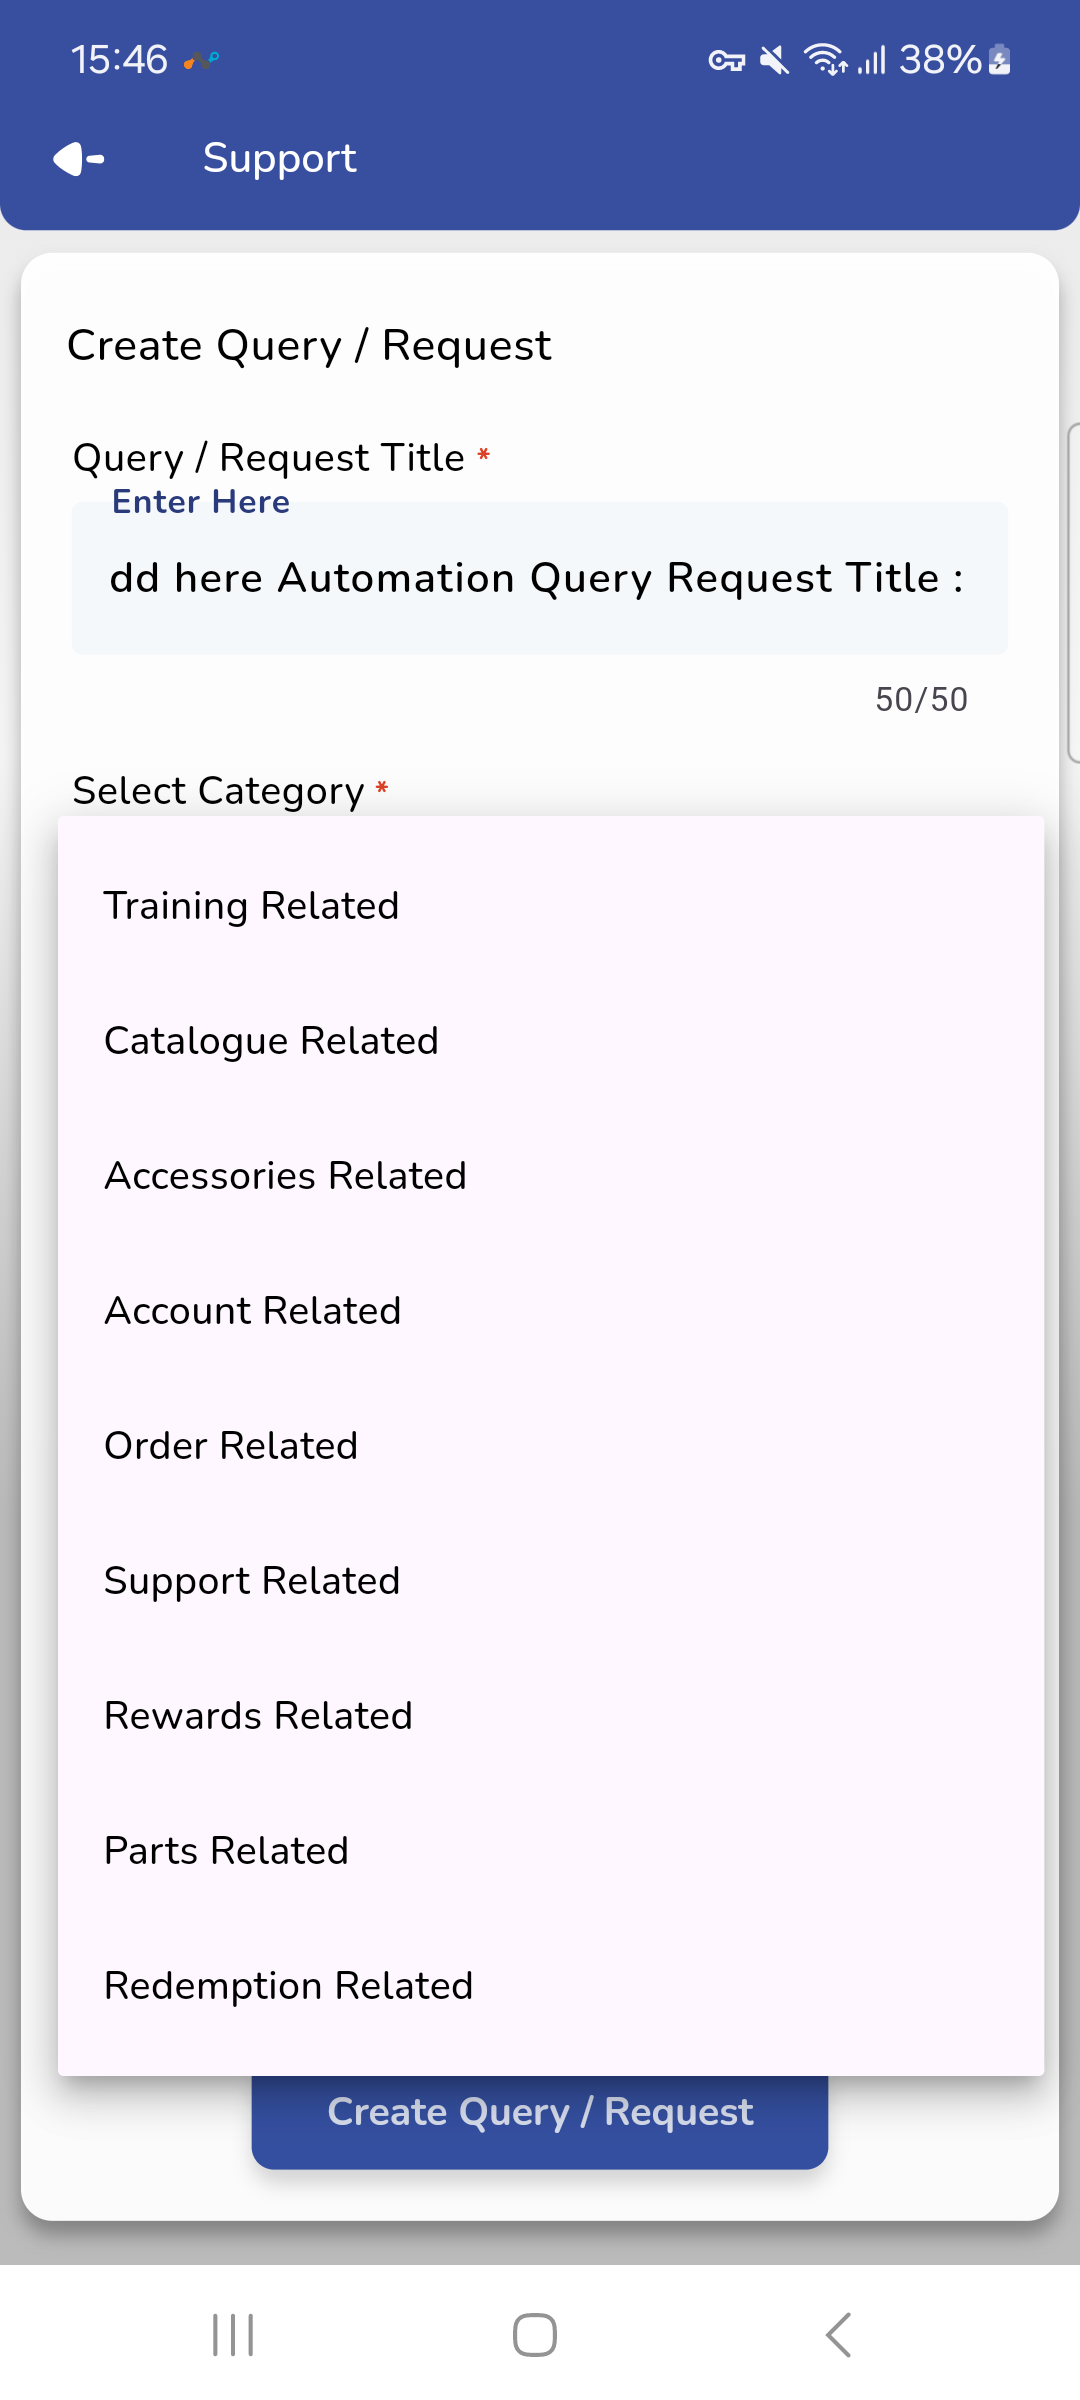 15:46
38%
Support
Create Query / Request
Query / Request Title *
Enter Here
dd here Automation Query Request Title :
50/50
Select Category *
Training Related
Catalogue Related
Accessories Related
Account Related
Order Related
Support Related
Rewards Related
Parts Related
Redemption Related
Create Query / Request